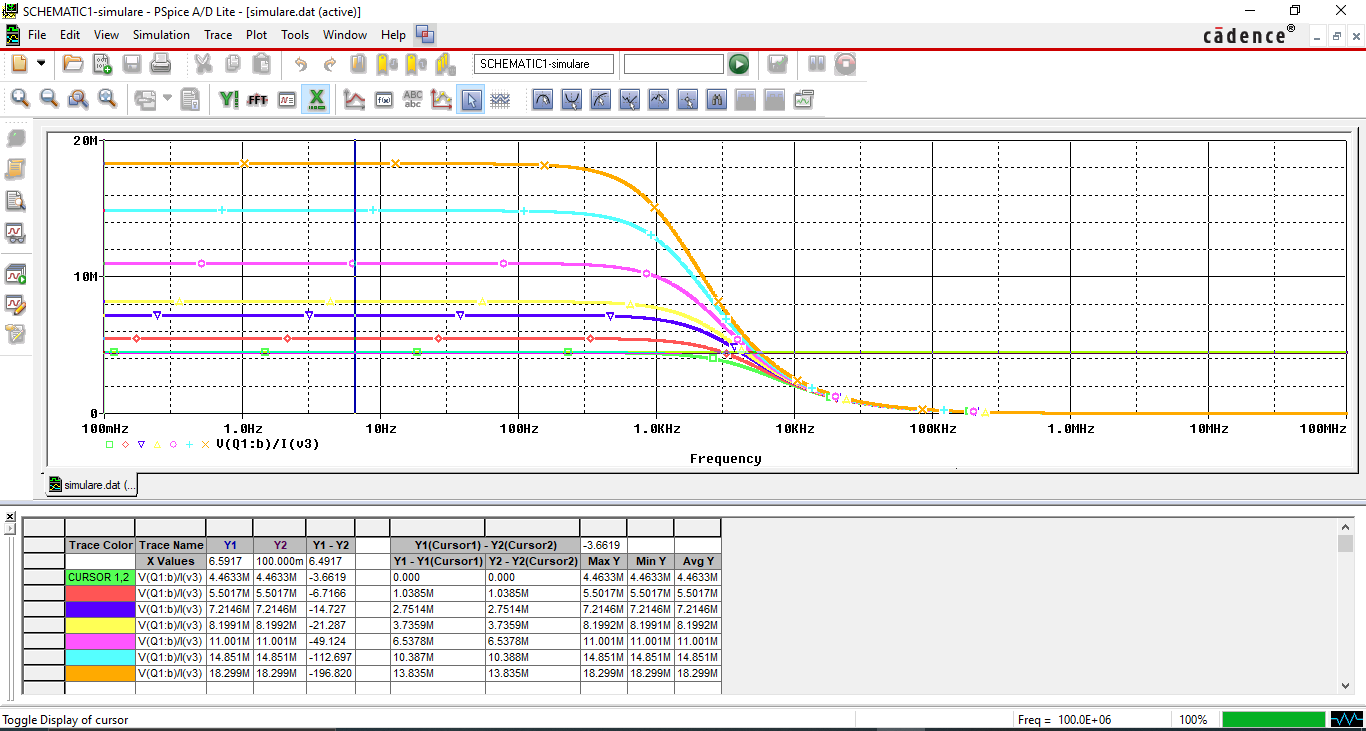 SCHEMATIC1-simulare - PSpice A/D Lite - [simulare.dat (active)]
File Edit View Simulation Trace Plot Tools Window Help
cādence®
SCHEMATIC1-simulare
FFT
ABC
abc
20M
10M
0
100mHz 1.0Hz 10Hz 100Hz 1.0KHz 10KHz 100KHz 1.0MHz 10MHz 100MHz
V(Q1:b)/I(v3)
Frequency
simulare.dat (...
Y1(Cursor1) - Y2(Cursor2) -3.6619
Trace Color Trace Name Y1 Y2 Y1 - Y2
X Values 6.5917 100.000m 6.4917 Y1 - Y1(Cursor1) Y2 - Y2(Cursor2) Max Y Min Y Avg Y
CURSOR 1,2 V(Q1:b)/I(v3) 4.4633M 4.4633M -3.6619 0.000 0.000 4.4633M 4.4633M 4.4633M
V(Q1:b)/I(v3) 5.5017M 5.5017M -6.7166 1.0385M 1.0385M 5.5017M 5.5017M 5.5017M
V(Q1:b)/I(v3) 7.2146M 7.2146M -14.727 2.7514M 2.7514M 7.2146M 7.2146M 7.2146M
V(Q1:b)/I(v3) 8.1991M 8.1992M -21.287 3.7359M 3.7359M 8.1992M 8.1991M 8.1992M
V(Q1:b)/I(v3) 11.001M 11.001M -49.124 6.5378M 6.5378M 11.001M 11.001M 11.001M
V(Q1:b)/I(v3) 14.851M 14.851M -112.697 10.387M 10.388M 14.851M 14.851M 14.851M
V(Q1:b)/I(v3) 18.299M 18.299M -196.820 13.835M 13.835M 18.299M 18.299M 18.299M
Toggle Display of cursor
Freq = 100.0E+06
100%